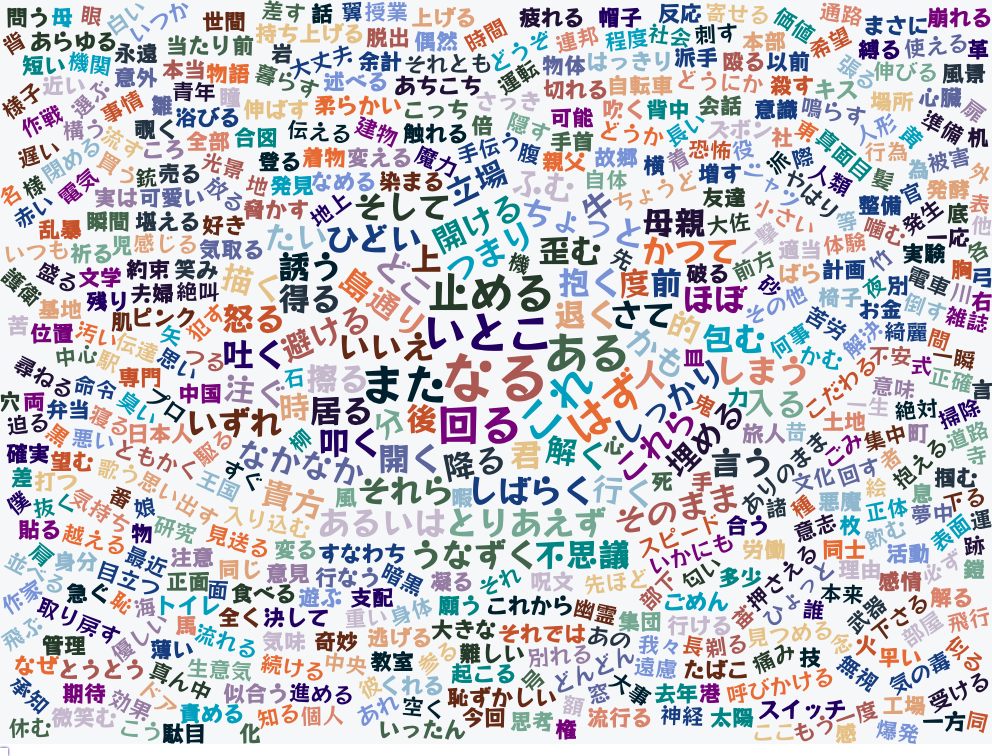 問う 母 眼 白い いつか 世間 差す 話 翼 授業 上げる 疲れる 帽子 反応 寄せる 価値 通路 まさに 崩れる
背 あらゆる 永遠 当たり前 持ち上げる 脱出 偶然 時間 どうぞ 連邦 程度 社会 刺す 本部 希望 縛る 使える 革
短い 機関 意外 本当 物語 岩 大丈夫 余計 それとも 運転 物体 はっきり 派手 殴る 以前 張る 伸びる 風景
様子 近い 選ぶ 事情 青年 瞳 暮らす 述べる あちこち さっき 切れる 自転車 どうにか 殺す キス 場所 心臓 扉
作戦 構う 流す 雛 浴びる 伸ばす 柔らかい こっち 隠す 可能 吹く 背中 会話 意識 鳴らす 人形 黄 準備 机
遅い 閉める 覗く ころ 全部 合図 伝える 建物 触れる 倍 手伝う 腹 手首 どうか 長い ズボン 社 東 真面目 行為 為 被害
名 様 電気 買う 銃 売る 光景 登る 着物 変える 魔力 立場 親父 故郷 横 着 恐怖 役 シャツ 派 際 人類 髪 官 発酵 外
赤い 実は 可愛い 放る 地 発見 なめる 染まる ふむ 自体 牛 ちょうど 増す 友達 やはり 整備 発生 底 表
乱暴 瞬間 堪える 好き 脅かす 地上 そして 開ける ちょっと 母親 大佐 一撃 小さい 等 噛む 一応 他
いつも 祈る 児 感じる 気取る たい ひどい つまり 歪む 先 かつて 前方 適当 体験 竹 実験 各
護衛 盛る 文学 約束 笑み 描く 誘う どこ 上 機 抱く 度 前 破る 砂 ばら 計画 夜 別 電車 胸 弓
基地 残り 夫婦 絶叫 得る 島 通り 止める 退く さて ほぼ その他 椅子 お金 倒す 川 右
苦 位置 汚い 伝達 肌 ピンク 矢 犯す 怒る 避ける いいえ いとこ ある 的 包む 何事 苦労 解決 綺麗 問 雑誌
中心 駅 思い つる 吐く かも 皿 しまう かむ こだわる 不安 式 一瞬
尋ねる 命令 専門 中国 注ぐ 石 擦る また なる これ はず 人 しっかり 鬼 力 入る 意味 正確 言
穴 両 弁当 寝る 臭い プロ いずれ 時 居る 分 後 回る これら 埋める 旅人 昔 土地 一生 絶対 掃除
迫る 黒 悪い 日本人 駆る 長 叩く 開く 降る 君 解く 心 言う ありのまま ごみ 集中 町 道路
確実 望む ともかく すぐ なかなか 死 手 文化 回す 者 抱える 寺
差 打つ 歌う 思い出す 王国 貴方 風 それら 暇 しばらく 行く そのまま 諸 種 悪魔 絵 息 掴む
僕 抜く 気持ち 番 娘 入り込む あるいは とりあえず スピード 合う 意志 枚 正体 夢中 下る
貼る 越える 物 研究 見送る 変る すなわち うなずく 不思議 いかにも 労働 同士 飲む 表面 運
肩 身分 最近 注意 同じ 意見 行なう 暗黒 凝る それ 呪文 先ほど 部下 匂い 多少 押さえる 理由 活動 必ず 跡
並べる 急ぐ 目立つ 正面 面 食べる 遊ぶ 支配 願う これから 幽霊 ごめん ひょっと 本来 感情 鎧
作家 取り戻す 恥 海 トイレ 全く 決して 重い 身体 集団 行ける 誰 武器 下さる 解る
飛ぶ 優しい 馬 流れる 気味 奇妙 逃げる 大きな それでは あの 我々 長 剃る 見つめる 念 火 部屋 飛行
管理 薄い 続ける 中央 教室 参る 難しい 別れる どんどん 遠慮 たばこ 痛み 技 無視 平い 似る
なぜ とうとう 真ん中 生意気 彼 くれる 起こる 窓 大事 去年 港 呼びかける 気の毒
承知 期待 効果 ドア 似合う 進める あれ 空く 恥ずかしい 額 神経 太陽 スイッチ 工場 受ける
休む 微笑む こう 駄目 責める 化 知る 個人 いったん 今回 思考 権 流行る ここ もう 一度 感 爆発 一方 同